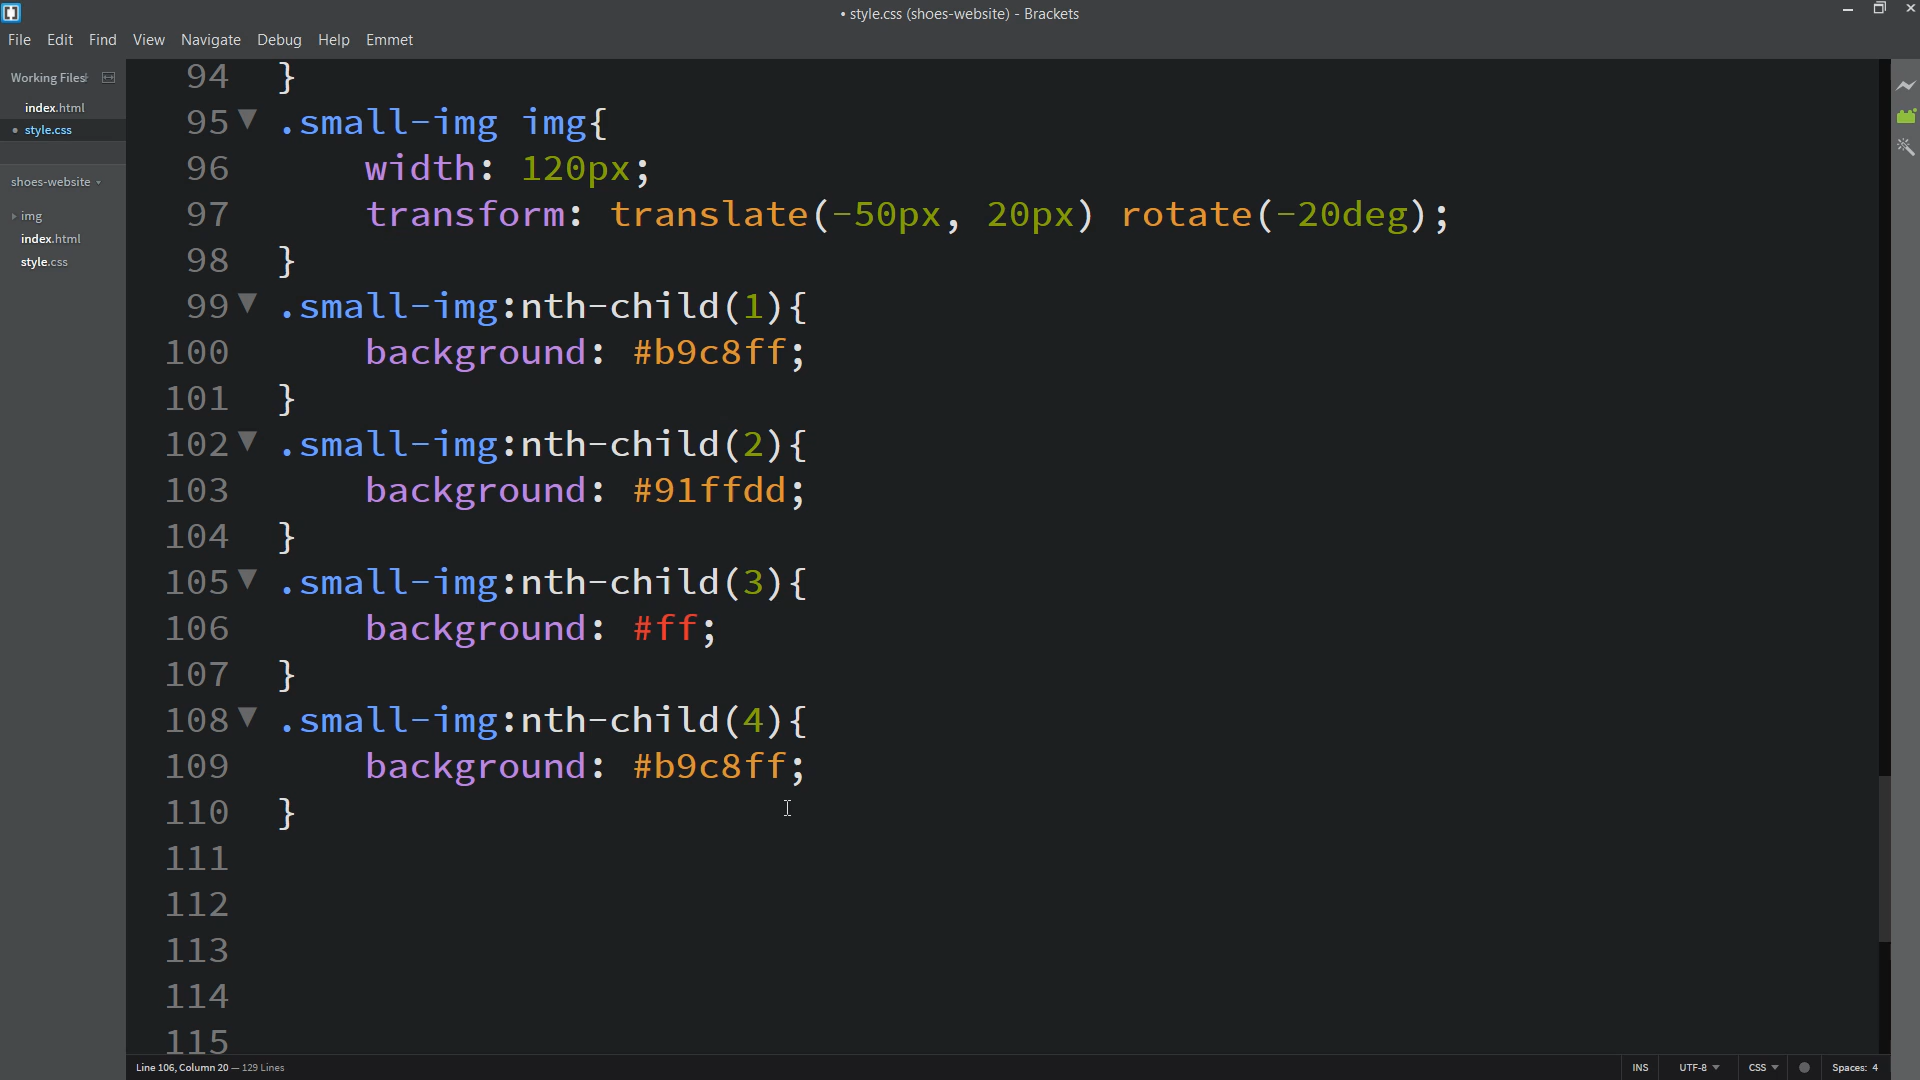 • style.css (shoes-website) - Brackets
File Edit Find View Navigate Debug Help Emmet
Working Files
index.html
• style.css
shoes-website
img
index.html
style.css
94 }
95 .small-img img{
96 width: 120px;
97 transform: translate(-50px, 20px) rotate(-20deg);
98 }
99 .small-img:nth-child(1){
100 background: #b9c8ff;
101 }
102 .small-img:nth-child(2){
103 background: #91ffdd;
104 }
105 .small-img:nth-child(3){
106 background: #ff;
107 }
108 .small-img:nth-child(4){
109 background: #b9c8ff;
110 }
111
112
113
114
115
Line 106, Column 20 — 129 Lines
INS UTF-8 CSS Spaces: 4